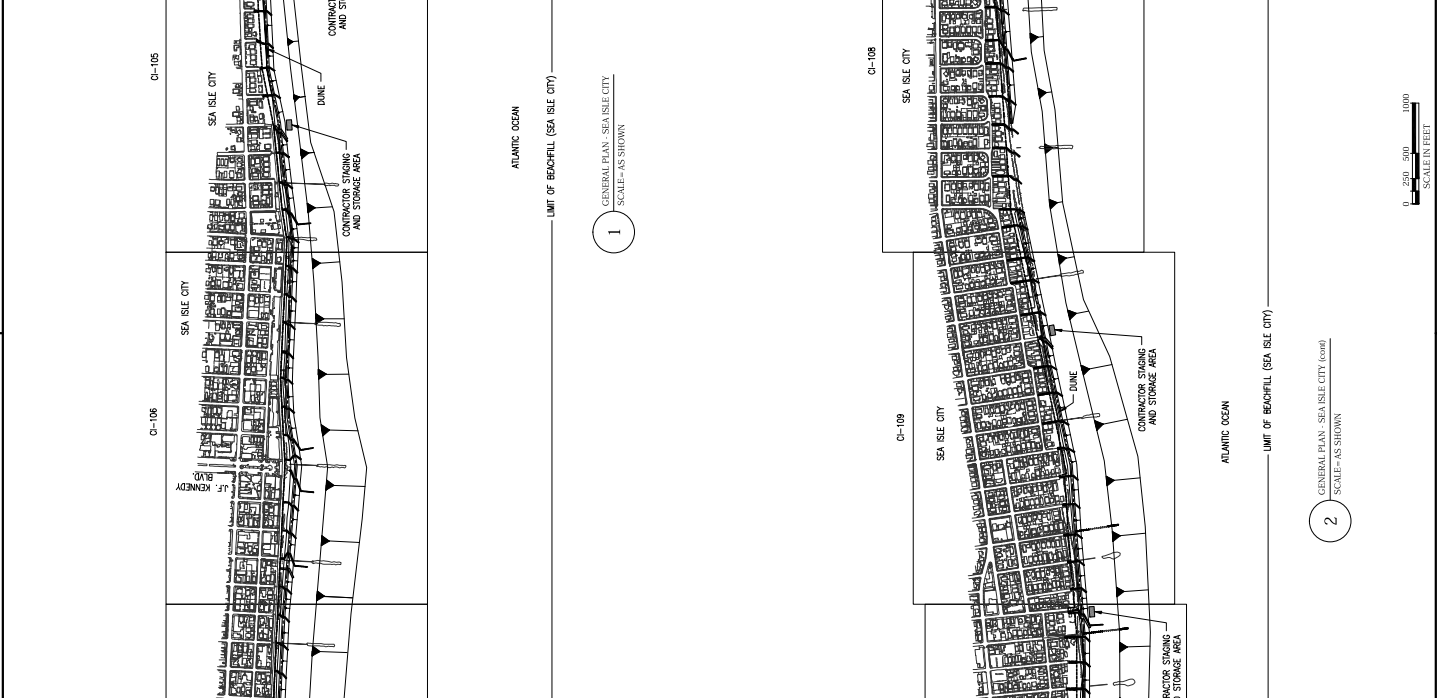 CI-105
SEA ISLE CITY
DUNE
CONTRACTOR STAGING
AND STORAGE AREA
SEA ISLE CITY
CI-106
J.F. KENNEDY
BLVD.
ATLANTIC OCEAN
LIMIT OF BEACHFILL (SEA ISLE CITY)
1
GENERAL PLAN - SEA ISLE CITY
SCALE = AS SHOWN
CI-108
SEA ISLE CITY
CI-109
SEA ISLE CITY
DUNE
CONTRACTOR STAGING
AND STORAGE AREA
RACTOR STAGING
STORAGE AREA
ATLANTIC OCEAN
LIMIT OF BEACHFILL (SEA ISLE CITY)
2
GENERAL PLAN - SEA ISLE CITY (cont)
SCALE = AS SHOWN
0 250 500 1000
SCALE IN FEET